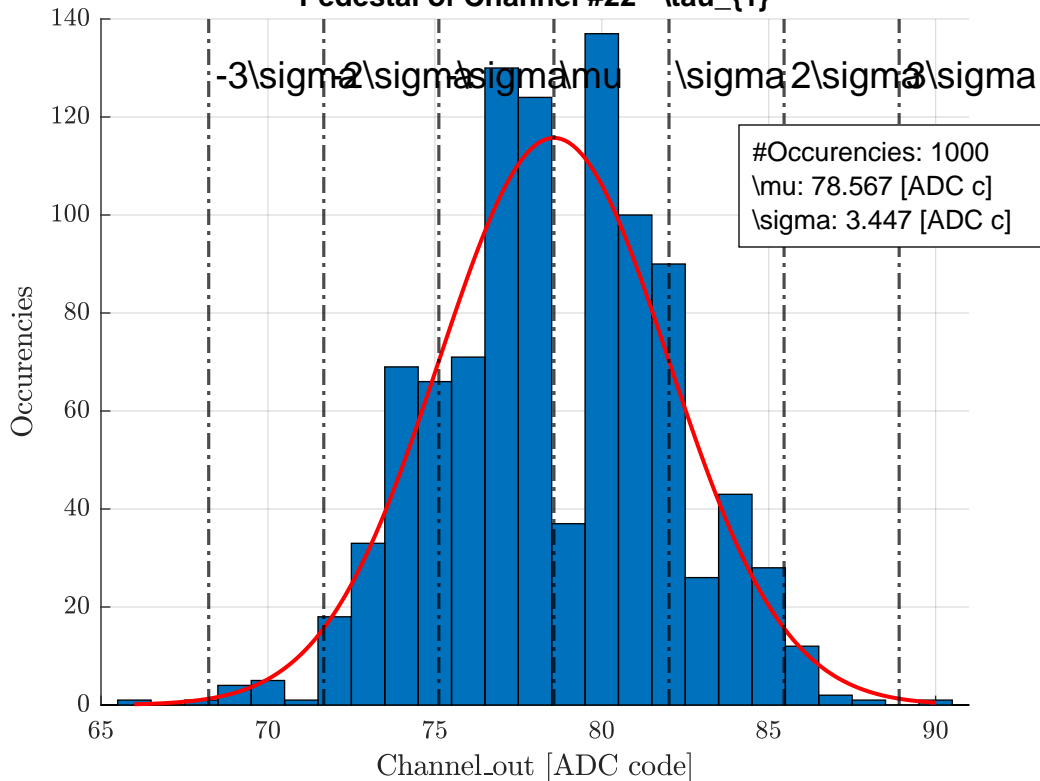 Pedestal of Channel #22 \tau_{1}
140
-3\sigma
-2\sigma
-\sigma
\mu
\sigma
2\sigma
3\sigma
120
#Occurencies: 1000
\mu: 78.567 [ADC c]
\sigma: 3.447 [ADC c]
100
80
60
40
20
0
Occurencies
65 70 75 80 85 90
Channel_out [ADC code]